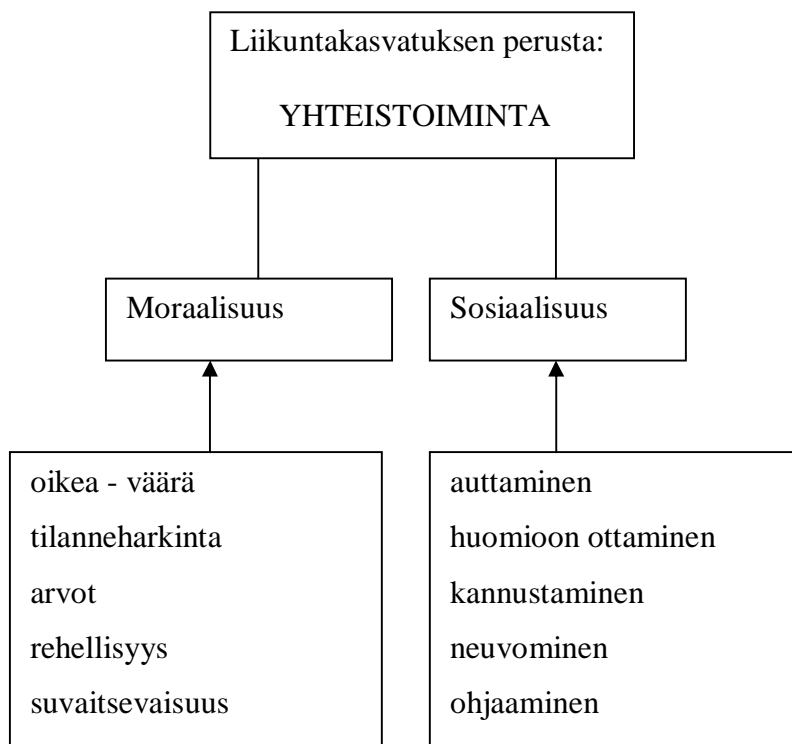 Liikuntakasvatuksen perusta:
YHTEISTOIMINTA
Moraalisuus
Sosiaalisuus
oikea - väärä
tilanneharkinta
arvot
rehellisyys
suvaitsevaisuus
auttaminen
huomioon ottaminen
kannustaminen
neuvominen
ohjaaminen